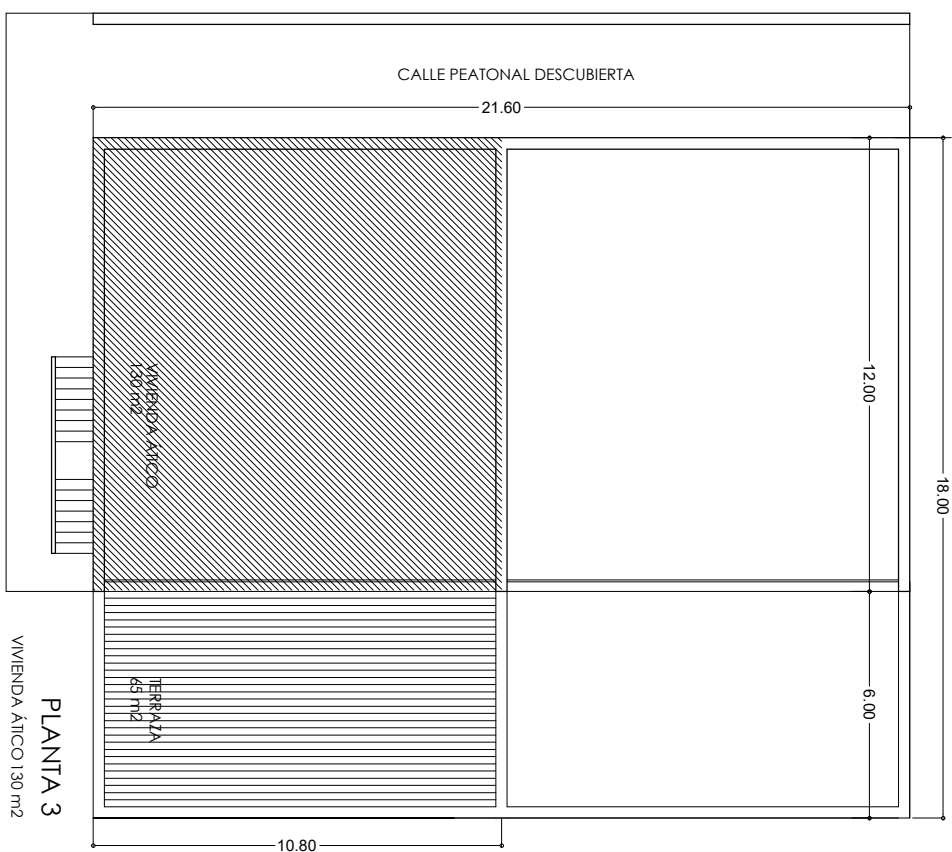 CALLE PEATONAL DESCUBIERTA
21.60
12.00
18.00
VIVIENDA ÁTICO
130 m2
6.00
TERRAZA
65 m2
PLANTA 3
VIVIENDA ÁTICO 130 m2
10.80